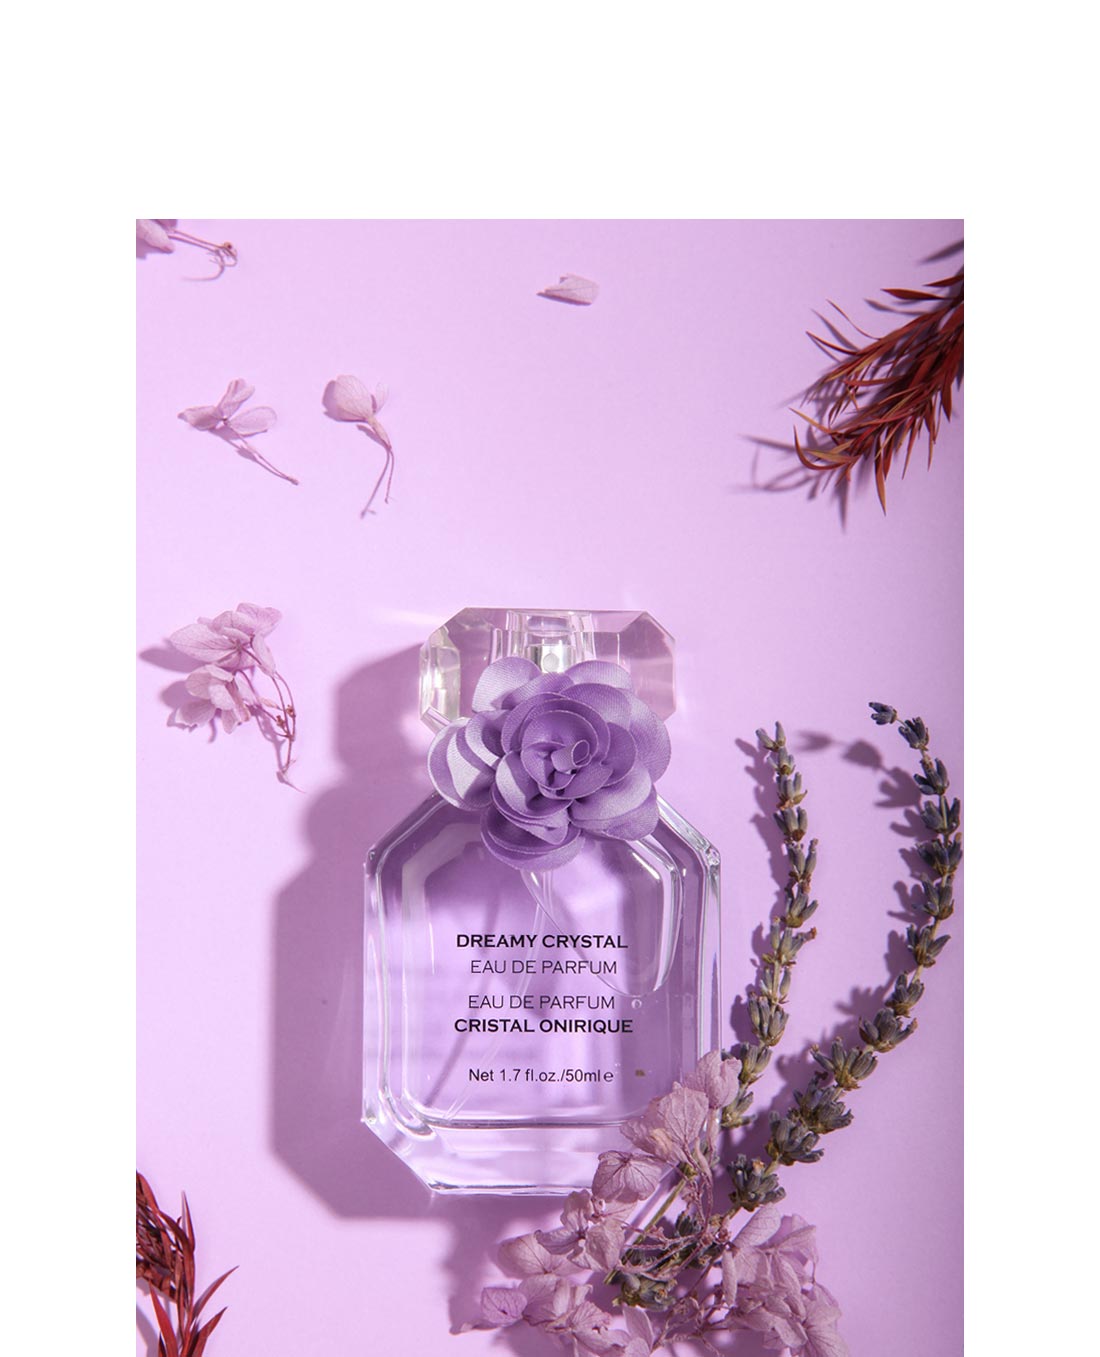 DREAMY CRYSTAL
EAU DE PARFUM
EAU DE PARFUM
CRISTAL ONIRIQUE
Net 1.7 fl.oz./50ml℮